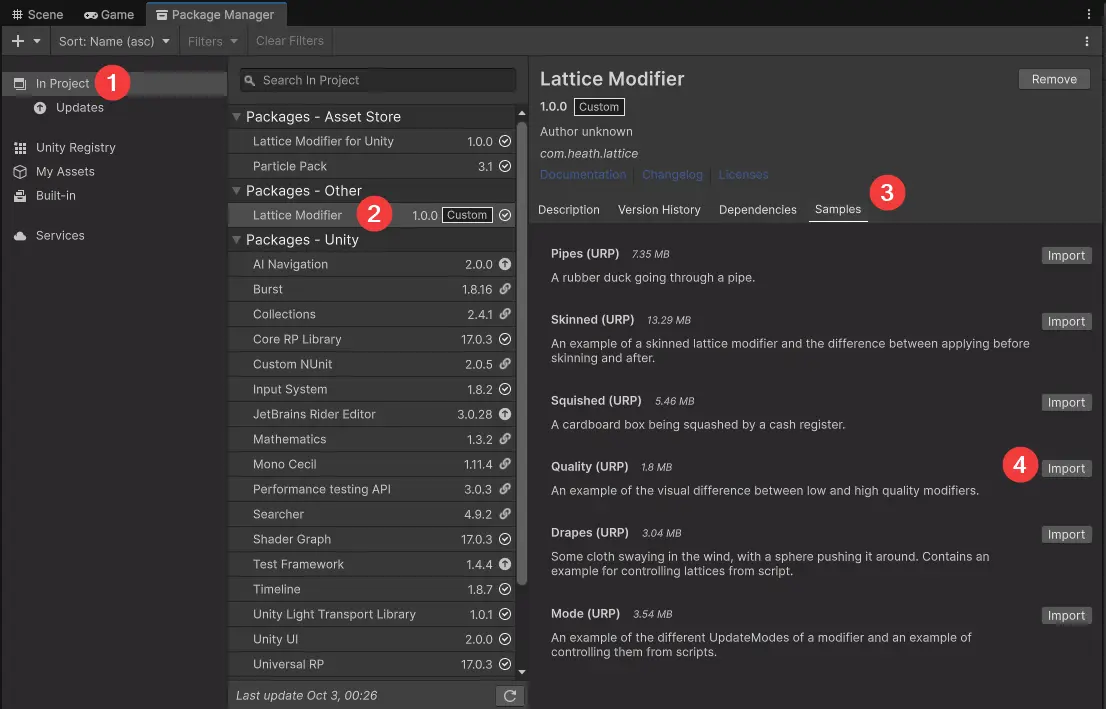 Scene Game Package Manager
Sort: Name (asc) Filters Clear Filters
In Project 1
Updates
Unity Registry
My Assets
Built-in
Services
Search In Project
Packages - Asset Store
Lattice Modifier for Unity 1.0.0
Particle Pack 3.1
Packages - Other
Lattice Modifier 2 1.0.0 Custom
Packages - Unity
AI Navigation 2.0.0
Burst 1.8.16
Collections 2.4.1
Core RP Library 17.0.3
Custom NUnit 2.0.5
Input System 1.8.2
JetBrains Rider Editor 3.0.28
Mathematics 1.3.2
Mono Cecil 1.11.4
Performance testing API 3.0.3
Searcher 4.9.2
Shader Graph 17.0.3
Test Framework 1.4.4
Timeline 1.8.7
Unity Light Transport Library 1.0.1
Unity UI 2.0.0
Universal RP 17.0.3
Last update Oct 3, 00:26
Lattice Modifier Remove
1.0.0 Custom
Author unknown
com.heath.lattice
Documentation Changelog Licenses
3
Description Version History Dependencies Samples
Pipes (URP) 7.35 MB Import
A rubber duck going through a pipe.
Skinned (URP) 13.29 MB Import
An example of a skinned lattice modifier and the difference between applying before
skinning and after.
Squished (URP) 5.46 MB Import
A cardboard box being squashed by a cash register.
Quality (URP) 1.8 MB 4 Import
An example of the visual difference between low and high quality modifiers.
Drapes (URP) 3.04 MB Import
Some cloth swaying in the wind, with a sphere pushing it around. Contains an
example for controlling lattices from script.
Mode (URP) 3.54 MB Import
An example of the different UpdateModes of a modifier and an example of
controlling them from scripts.